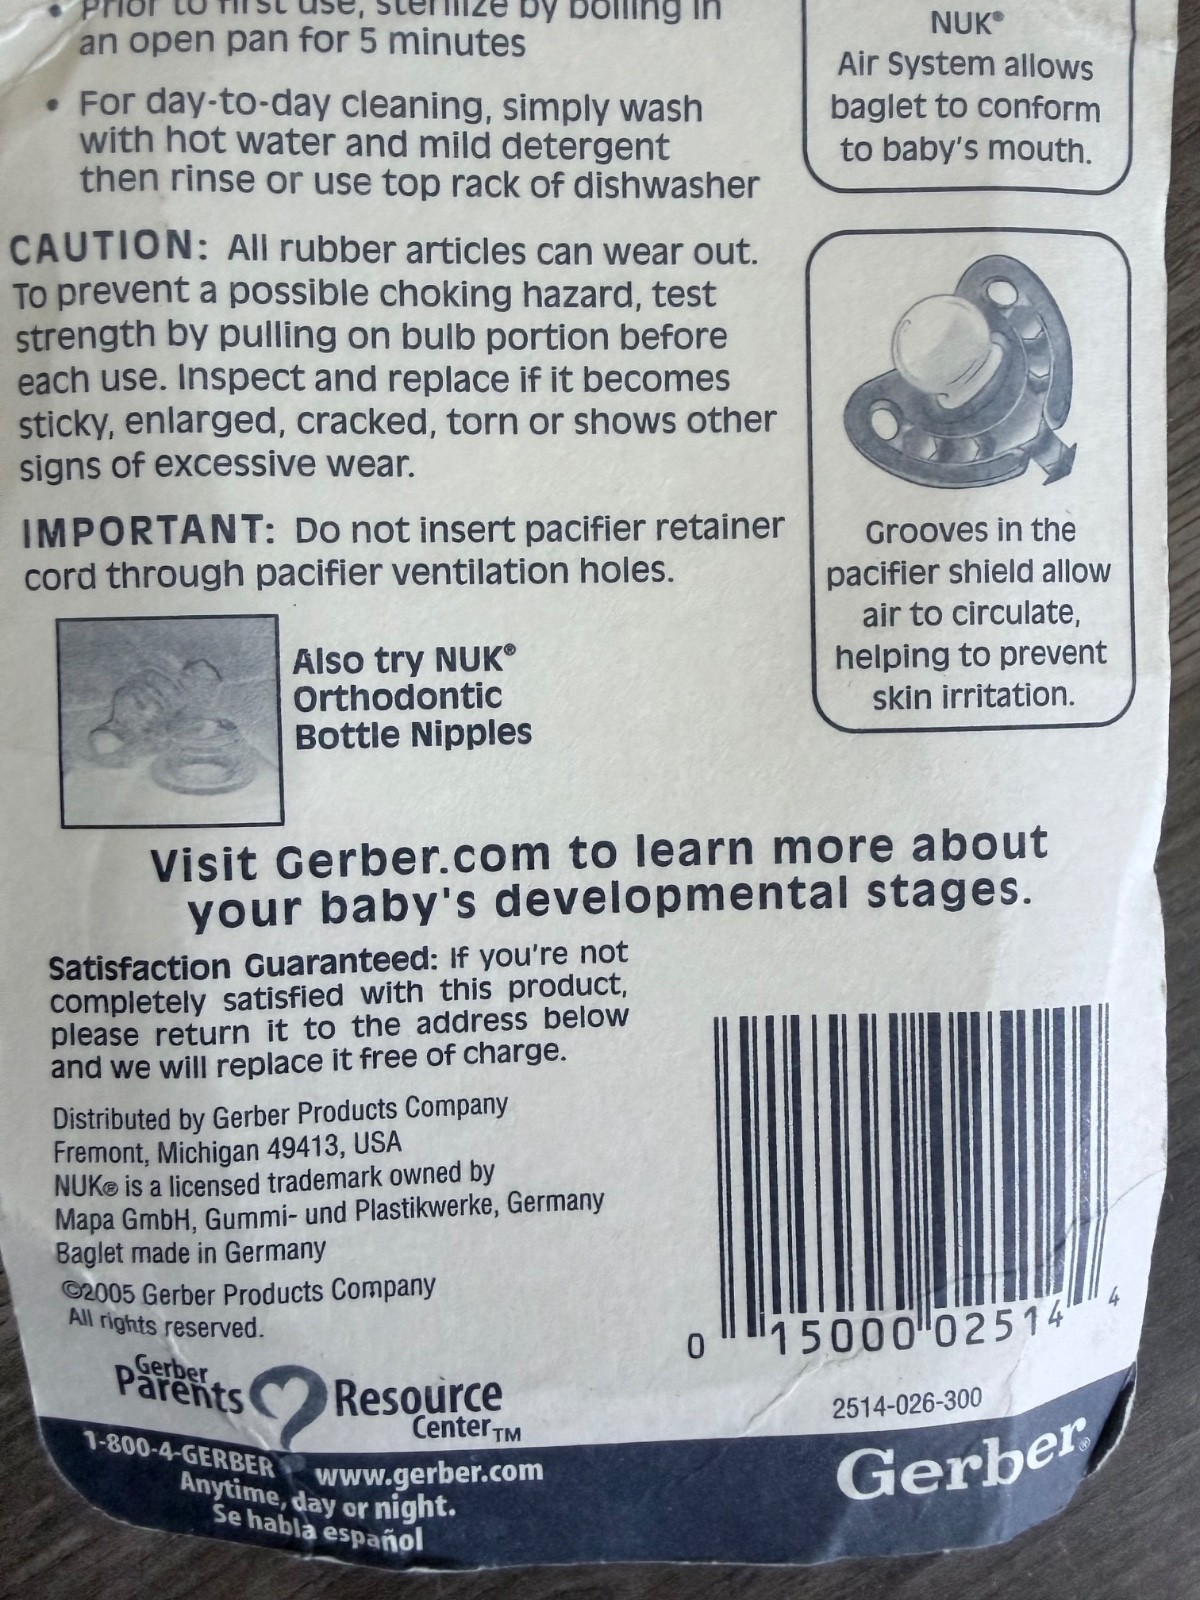 • Prior to first use, sterilize by boiling in
an open pan for 5 minutes
• For day-to-day cleaning, simply wash
with hot water and mild detergent
then rinse or use top rack of dishwasher
CAUTION: All rubber articles can wear out.
To prevent a possible choking hazard, test
strength by pulling on bulb portion before
each use. Inspect and replace if it becomes
sticky, enlarged, cracked, torn or shows other
signs of excessive wear.
IMPORTANT: Do not insert pacifier retainer
cord through pacifier ventilation holes.
NUK®
Air System allows
baglet to conform
to baby's mouth.
Grooves in the
pacifier shield allow
air to circulate,
helping to prevent
skin irritation.
Also try NUK®
Orthodontic
Bottle Nipples
Visit Gerber.com to learn more about
your baby's developmental stages.
Satisfaction Guaranteed: If you're not
completely satisfied with this product,
please return it to the address below
and we will replace it free of charge.
Distributed by Gerber Products Company
Fremont, Michigan 49413, USA
NUK® is a licensed trademark owned by
Mapa GmbH, Gummi- und Plastikwerke, Germany
Baglet made in Germany
©2005 Gerber Products Company
All rights reserved.
0 15000 02514 4
2514-026-300
Gerber
Parents Resource
Center™
1-800-4-GERBER www.gerber.com
Anytime, day or night.
Se habla español
Gerber®